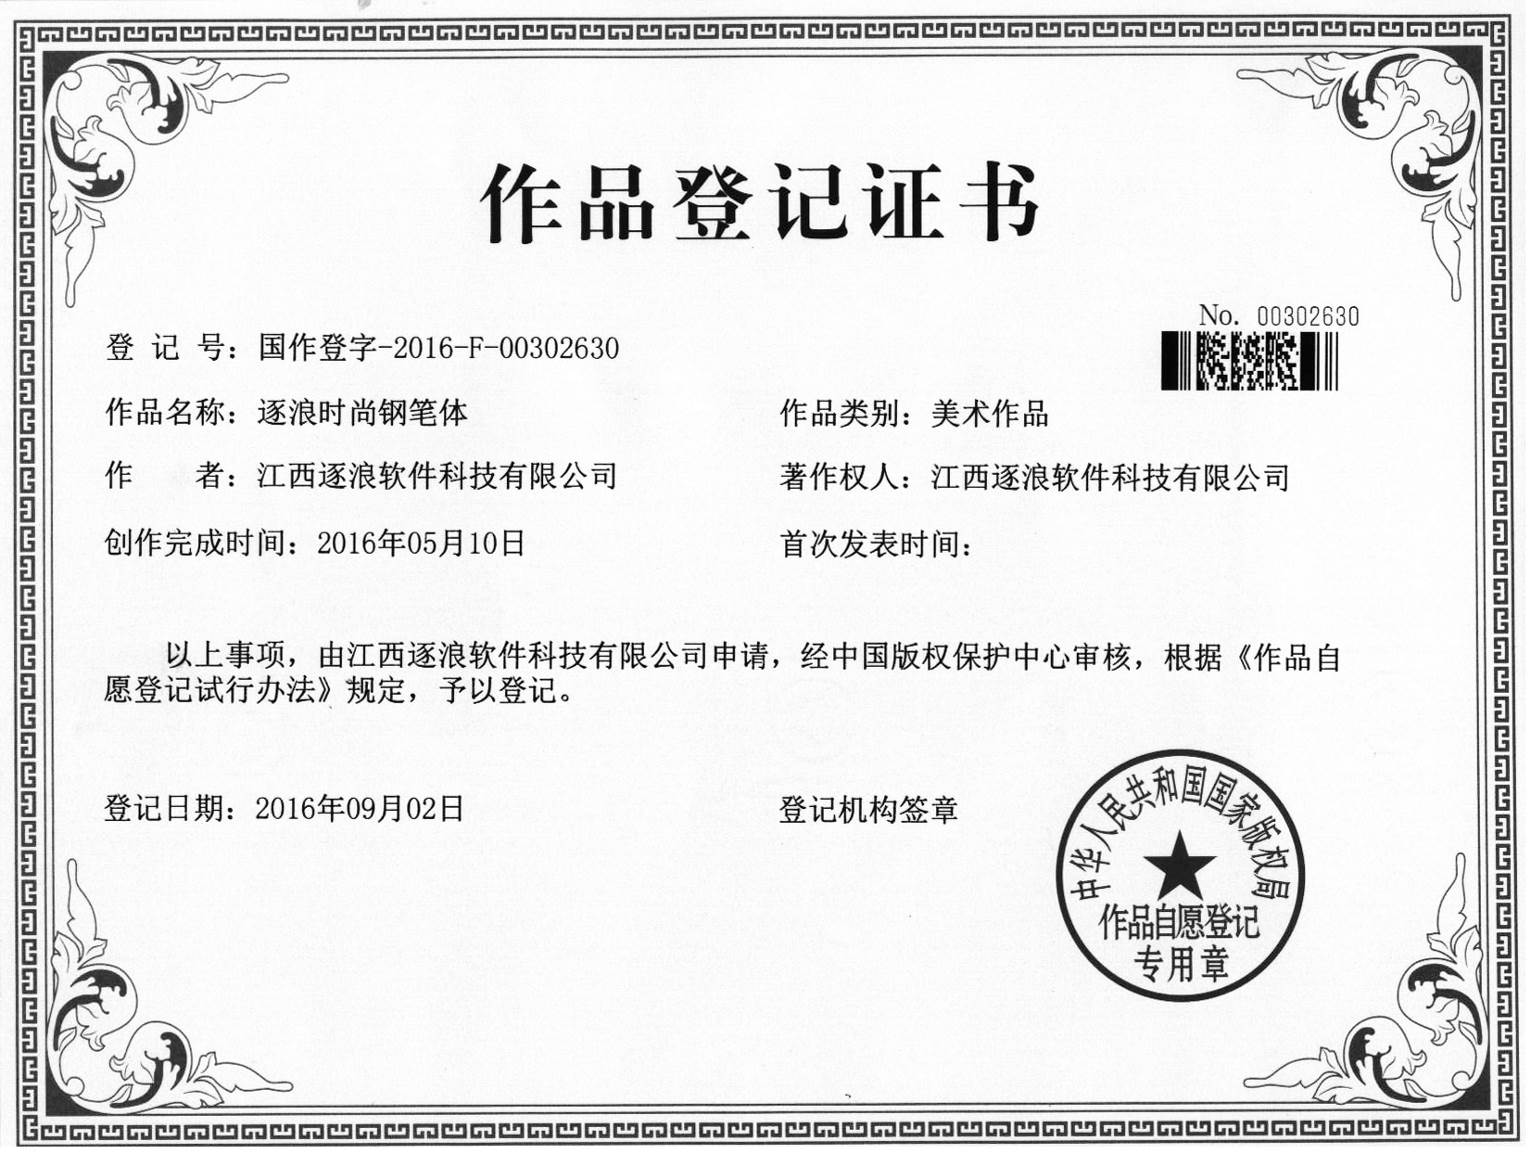 作品登记证书
No. 00302630
登 记 号：国作登字-2016-F-00302630
作品名称：逐浪时尚钢笔体
作品类别：美术作品
作 者：江西逐浪软件科技有限公司
著作权人：江西逐浪软件科技有限公司
创作完成时间：2016年05月10日
首次发表时间：
以上事项，由江西逐浪软件科技有限公司申请，经中国版权保护中心审核，根据《作品自
愿登记试行办法》规定，予以登记。
登记日期：2016年09月02日
登记机构签章
中华人民共和国国家版权局
作品自愿登记
专用章